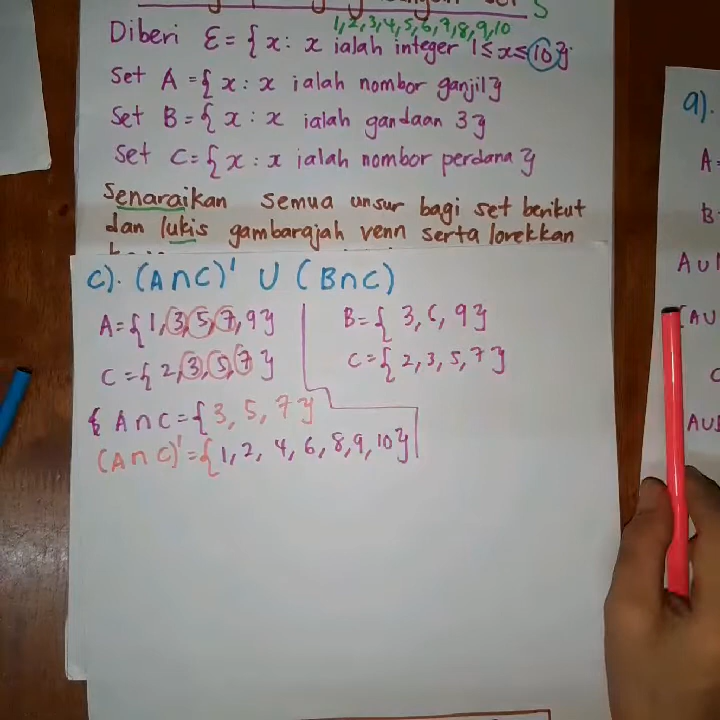 5
1,2,3,4,5,6,7,8,9,10
Diberi Ɛ = { x : x ialah integer 1 ≤ x ≤ 10 }
Set A = { x : x ialah nombor ganjil }
Set B = { x : x ialah gandaan 3 }
Set C = { x : x ialah nombor perdana }
Senaraikan semua unsur bagi set berikut
dan lukis gambarajah venn serta lorekkan
c). (A∩C)' ∪ (B∩C)
A = { 1, 3, 5, 7, 9 }
C = { 2, 3, 5, 7 }
B = { 3, 6, 9 }
C = { 2, 3, 5, 7 }
A ∩ C = { 3, 5, 7 }
(A ∩ C)' = { 1, 2, 4, 6, 8, 9, 10 }
a).
A =
B
A ∪
(A ∪
C
A ∪